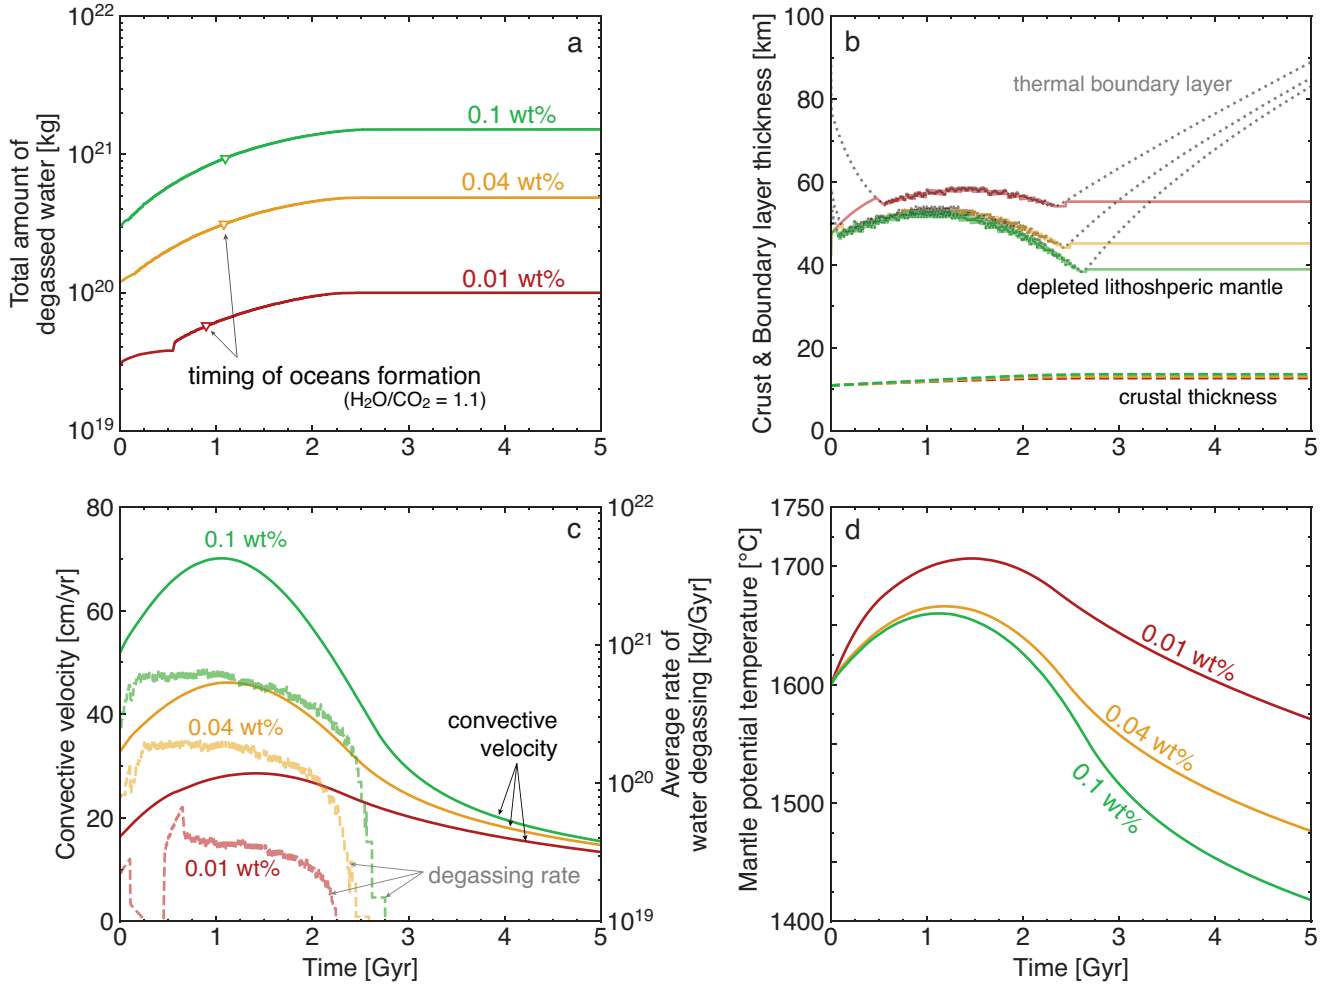 a
Total amount of
degassed water [kg]
10²²
10²¹
10²⁰
10¹⁹
0.1 wt%
0.04 wt%
0.01 wt%
timing of oceans formation
(H₂O/CO₂ = 1.1)
0 1 2 3 4 5
b
Crust & Boundary layer thickness [km]
100
80
60
40
20
0
thermal boundary layer
depleted lithoshperic mantle
crustal thickness
0 1 2 3 4 5
c
Convective velocity [cm/yr]
80
60
40
20
0
0.1 wt%
0.04 wt%
0.01 wt%
convective
velocity
degassing rate
10²²
10²¹
10²⁰
10¹⁹
Average rate of
water degassing [kg/Gyr]
0 1 2 3 4 5
Time [Gyr]
d
Mantle potential temperature [°C]
1750
1700
1600
1500
1400
0.01 wt%
0.04 wt%
0.1 wt%
0 1 2 3 4 5
Time [Gyr]